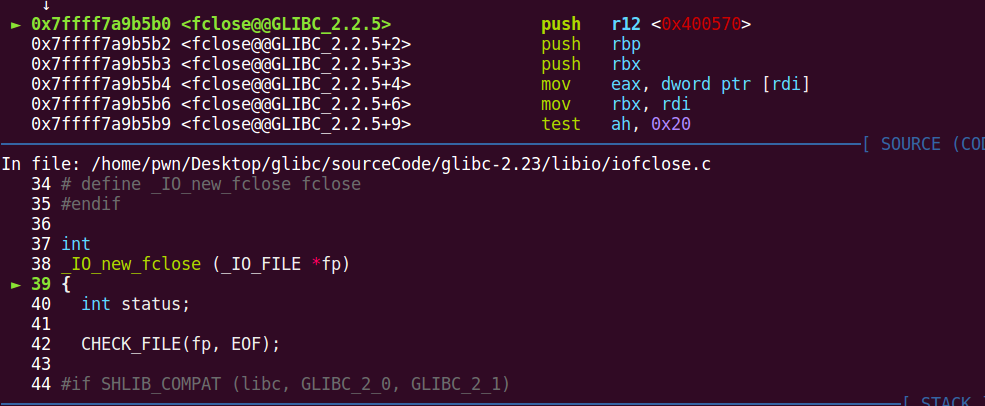 ↓
► 0x7ffff7a9b5b0 <fclose@@GLIBC_2.2.5> push r12 <0x400570>
0x7ffff7a9b5b2 <fclose@@GLIBC_2.2.5+2> push rbp
0x7ffff7a9b5b3 <fclose@@GLIBC_2.2.5+3> push rbx
0x7ffff7a9b5b4 <fclose@@GLIBC_2.2.5+4> mov eax, dword ptr [rdi]
0x7ffff7a9b5b6 <fclose@@GLIBC_2.2.5+6> mov rbx, rdi
0x7ffff7a9b5b9 <fclose@@GLIBC_2.2.5+9> test ah, 0x20
[ SOURCE (COD
In file: /home/pwn/Desktop/glibc/sourceCode/glibc-2.23/libio/iofclose.c
34 # define _IO_new_fclose fclose
35 #endif
36
37 int
38 _IO_new_fclose (_IO_FILE *fp)
► 39 {
40 int status;
41
42 CHECK_FILE(fp, EOF);
43
44 #if SHLIB_COMPAT (libc, GLIBC_2_0, GLIBC_2_1)
[ STACK